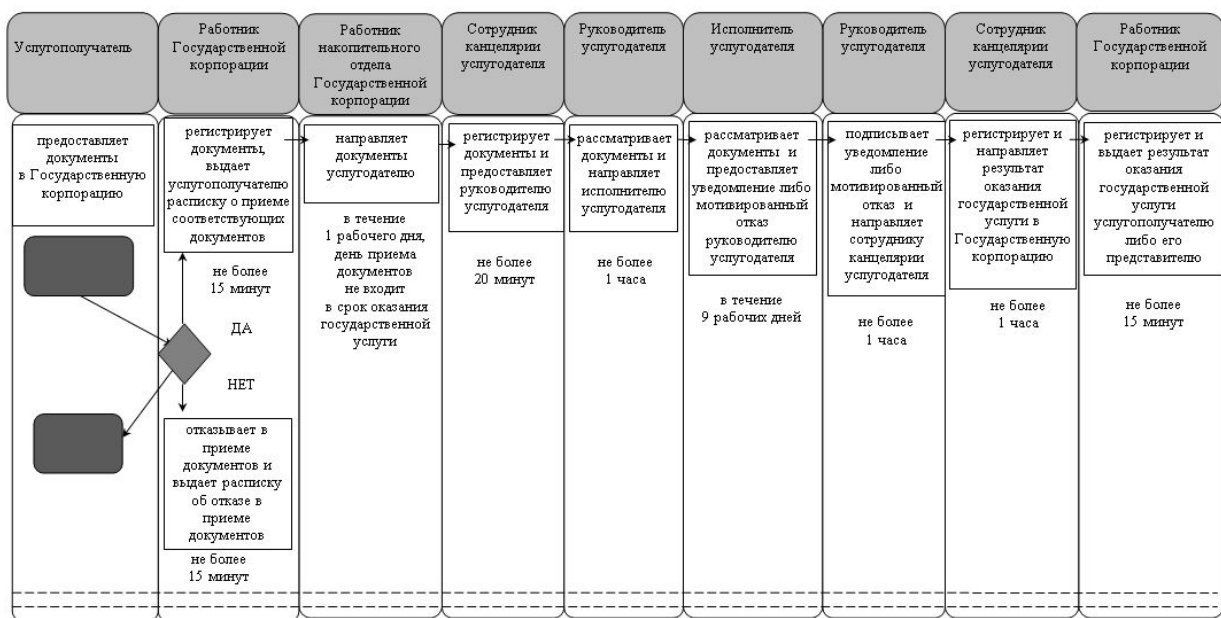 Услугополучатель
Работник
Государственной
корпорации
Работник
накопительного
отдела
Государственной
корпорации
Сотрудник
канцелярии
услугодателя
Руководитель
услугодателя
Исполнитель
услугодателя
Руководитель
услугодателя
Сотрудник
канцелярии
услугодателя
Работник
Государственной
корпорации
предоставляет
документы
в Государственную
корпорацию
регистрирует
документы,
выдает
услугополучателю
расписку о приеме
соответствующих
документов
не более
15 минут
ДА
НЕТ
отказывает в
приеме
документов и
выдает расписку
об отказе в
приеме
документов
не более
15 минут
направляет
документы
услугодателю
в течение
1 рабочего дня,
день приема
документов
не входит
в срок оказания
государственной
услуги
регистрирует
документы и
предоставляет
руководителю
услугодателя
не более
20 минут
рассматривает
документы и
направляет
исполнителю
услугодателя
не более
1 часа
рассматривает
документы и
предоставляет
уведомление либо
мотивированный
отказ
руководителю
услугодателя
в течение
9 рабочих дней
подписывает
уведомление
либо
мотивированный
отказ и
направляет
сотруднику
канцелярии
услугодателя
не более
1 часа
регистрирует и
направляет
результат
оказания
государственной
услуги в
Государственную
корпорацию
не более
1 часа
регистрирует и
выдает результат
оказания
государственной
услуги
услугополучателю
либо его
представителю
не более
15 минут